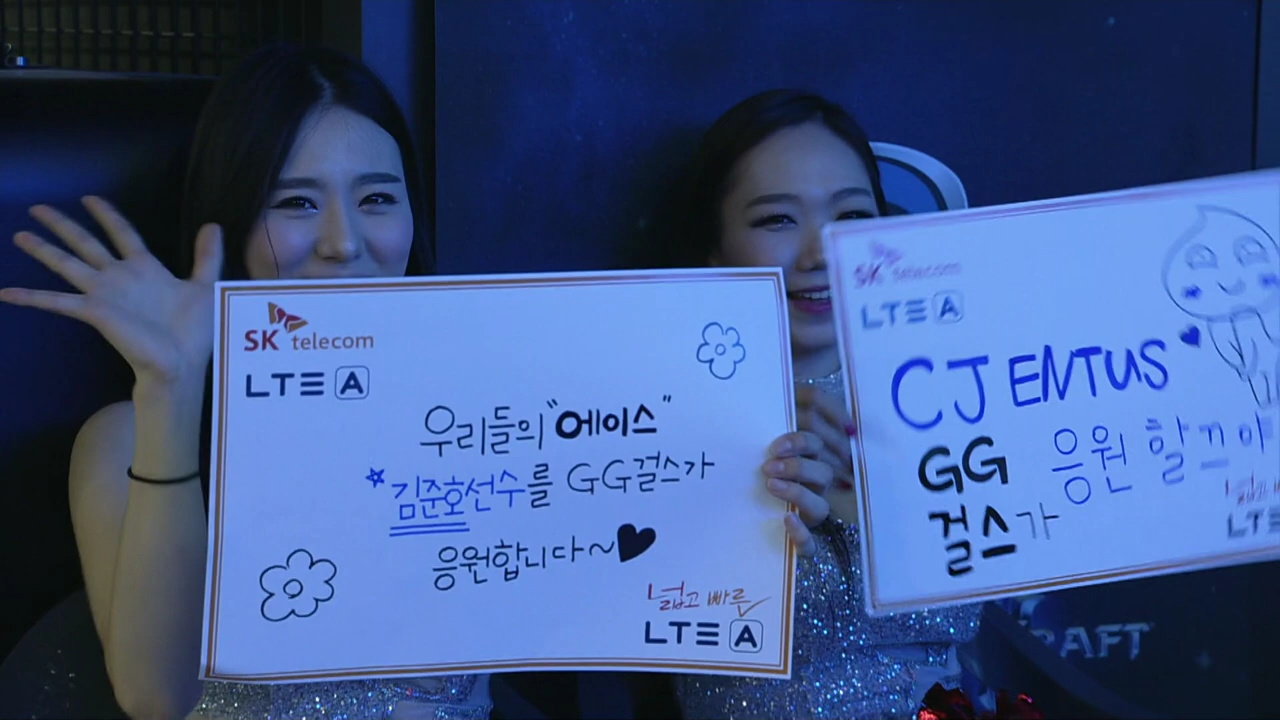 SK telecom
LTE A
우리들의 "에이스"
김준호선수를 GG걸스가
응원합니다~
넓고 빠른
LTE A
SK telecom
LTE A
CJ ENTUS
GG 응원 할끄야
걸스가
LTE
RAFT